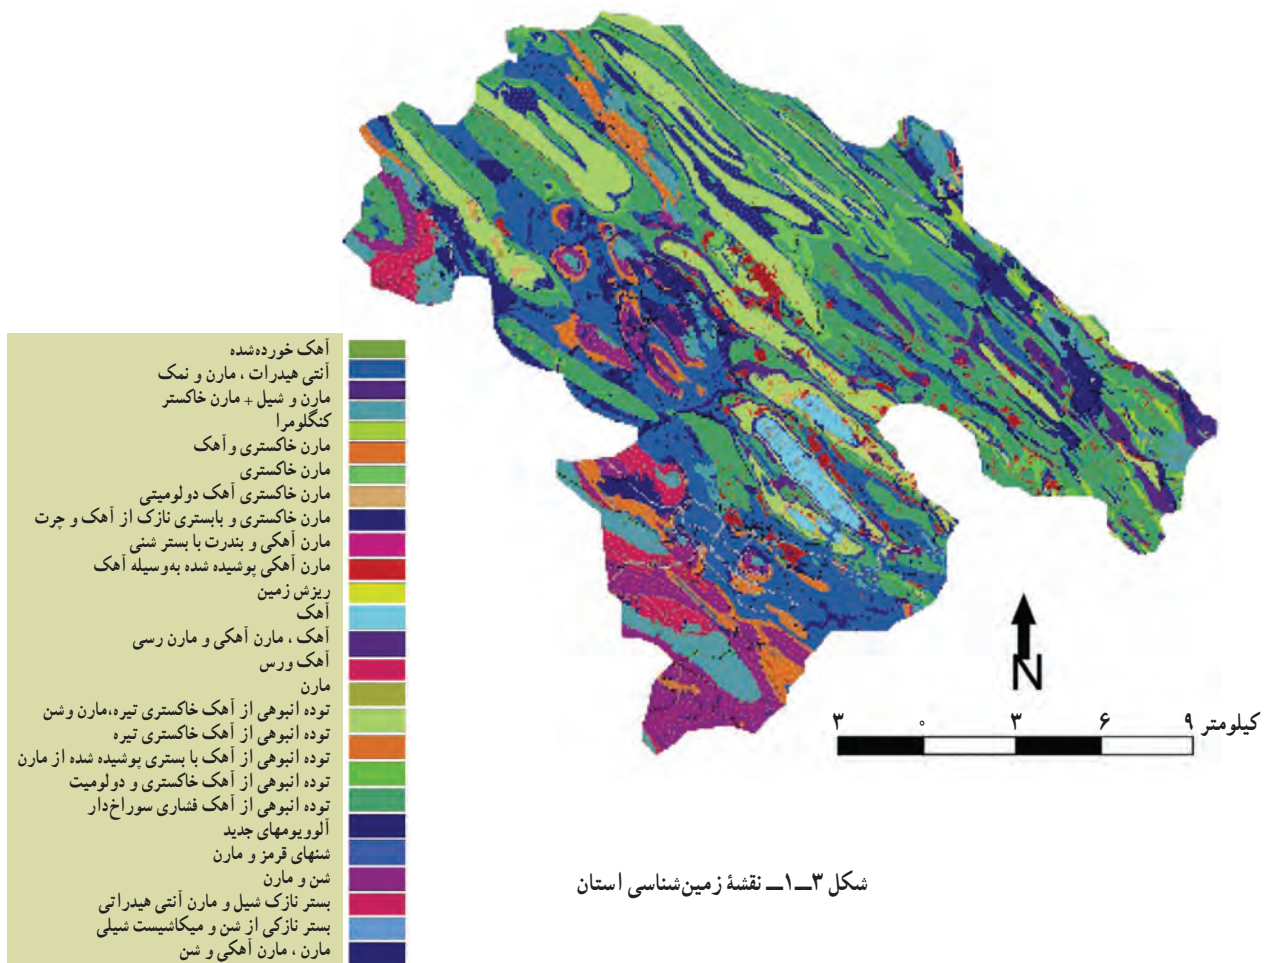 آهک خورده‌شده
آنتی هیدرات ، مارن و نمک
مارن و شیل + مارن خاکستر
کنگلومرا
مارن خاکستری و آهک
مارن خاکستری
مارن خاکستری آهک دولومیتی
مارن خاکستری و بابستری نازک از آهک و چرت
مارن آهکی و بندرت با بستر شنی
مارن آهکی پوشیده شده به‌وسیله آهک
ریزش زمین
آهک
آهک ، مارن آهکی و مارن رسی
آهک ورس
مارن
توده انبوهی از آهک خاکستری تیره،مارن وشن
توده انبوهی از آهک خاکستری تیره
توده انبوهی از آهک با بستری پوشیده شده از مارن
توده انبوهی از آهک خاکستری و دولومیت
توده انبوهی از آهک فشاری سوراخ‌دار
آلوویومهای جدید
شنهای قرمز و مارن
شن و مارن
بستر نازک شیل و مارن آنتی هیدراتی
بستر نازکی از شن و میکاشیست شیلی
مارن ، مارن آهکی و شن
N
۳ ۰ ۳ ۶ ۹ کیلومتر
شکل ۳ــ۱ــ نقشۀ زمین‌شناسی استان